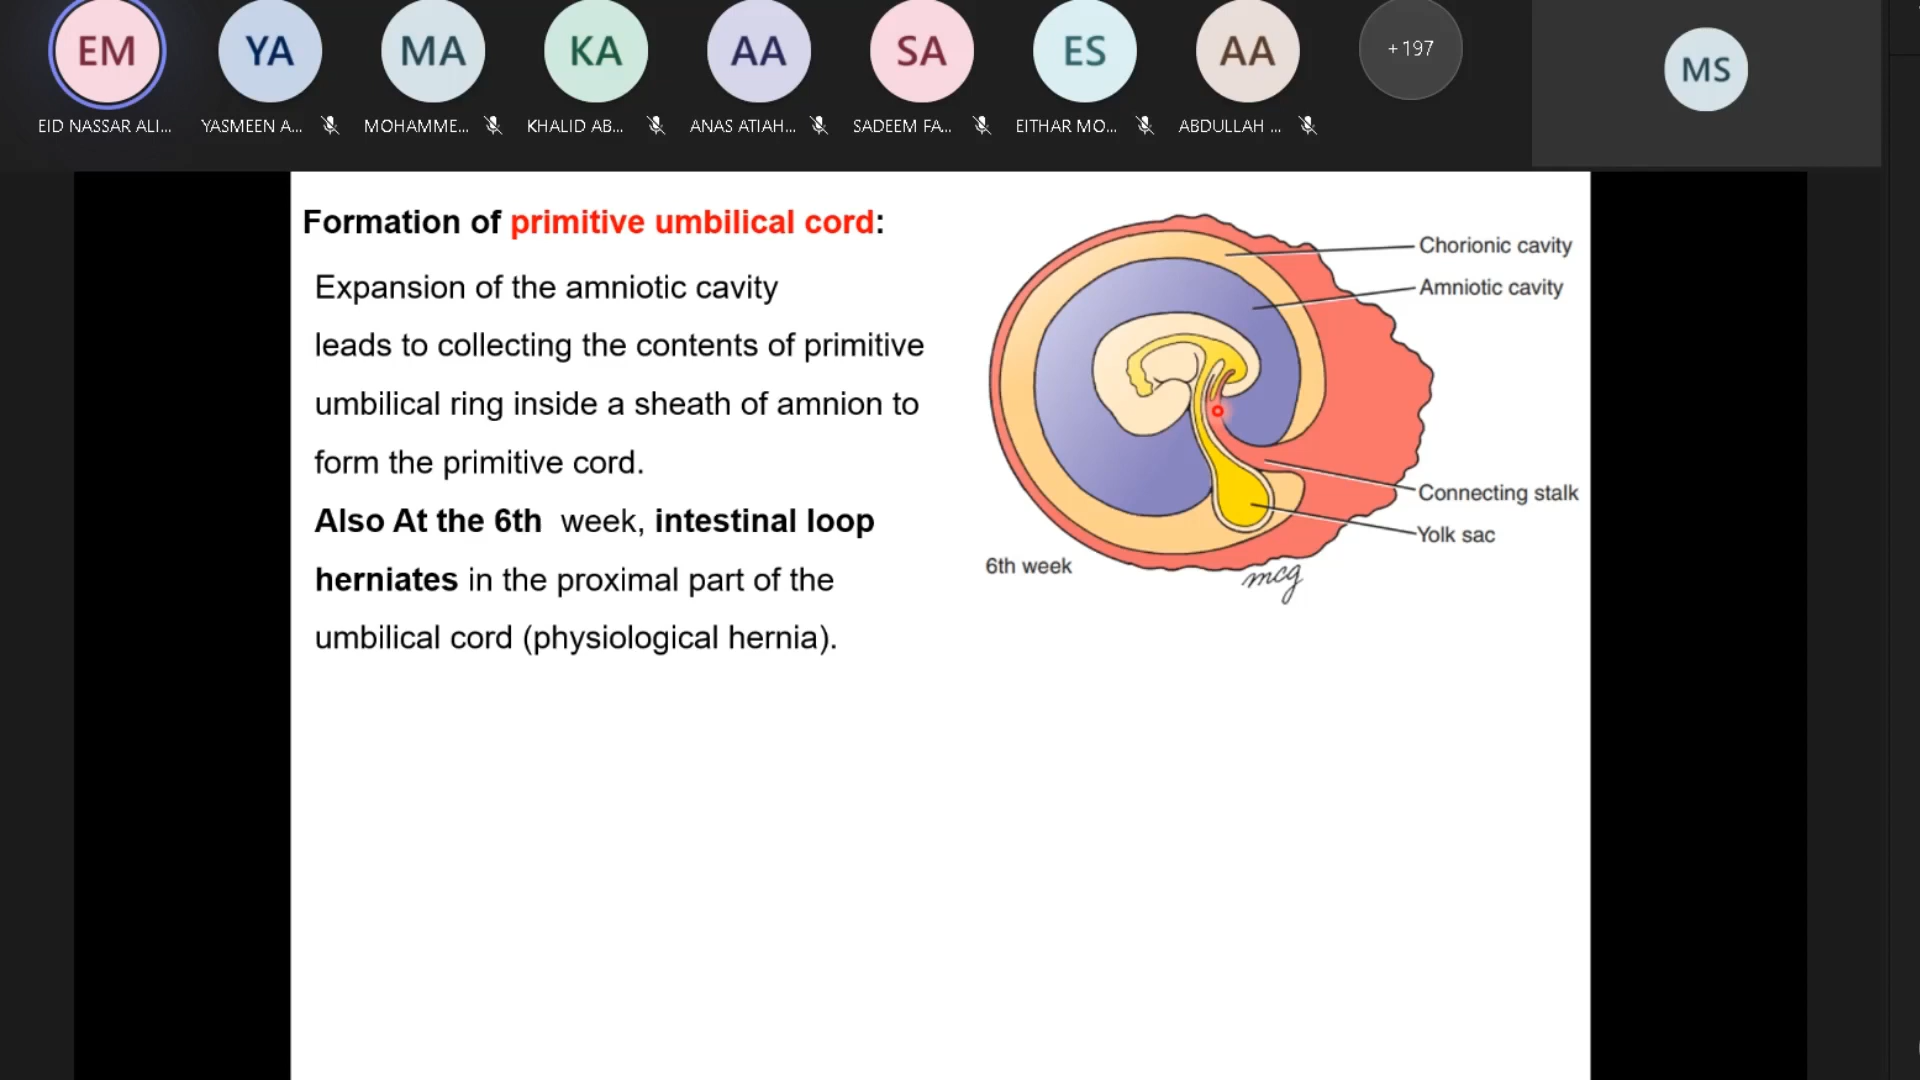 EM YA MA KA AA SA ES AA +197 MS
EID NASSAR ALI... YASMEEN A... MOHAMME... KHALID AB... ANAS ATIAH... SADEEM FA... EITHAR MO... ABDULLAH ...
Formation of primitive umbilical cord:
Expansion of the amniotic cavity
leads to collecting the contents of primitive
umbilical ring inside a sheath of amnion to
form the primitive cord.
Also At the 6th week, intestinal loop
herniates in the proximal part of the
umbilical cord (physiological hernia).
Chorionic cavity
Amniotic cavity
Connecting stalk
Yolk sac
6th week
mcg